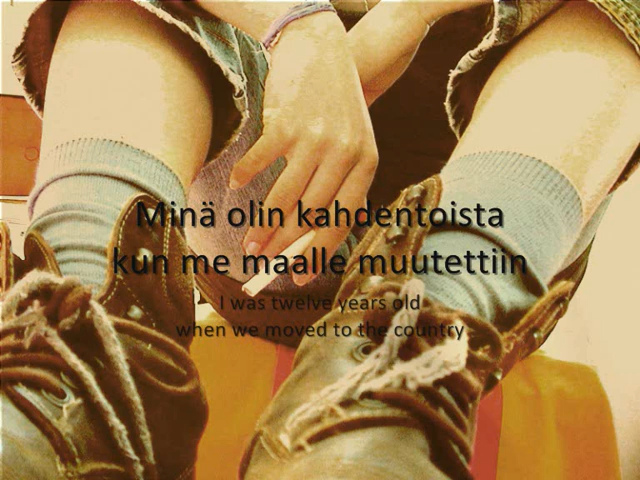 Minä olin kahdentoista
kun me maalle muutettiin
I was twelve years old
when we moved to the country